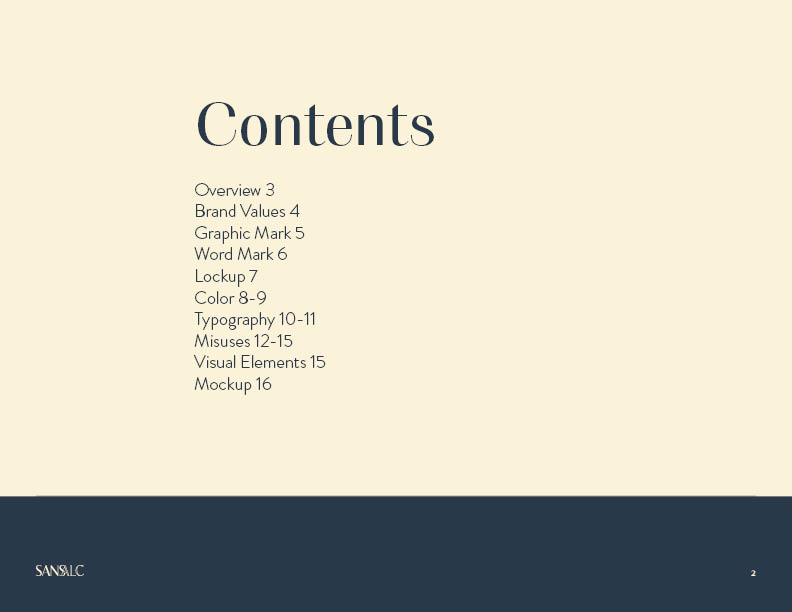 Contents
Overview 3
Brand Values 4
Graphic Mark 5
Word Mark 6
Lockup 7
Color 8-9
Typography 10-11
Misuses 12-15
Visual Elements 15
Mockup 16
SANSALC
2